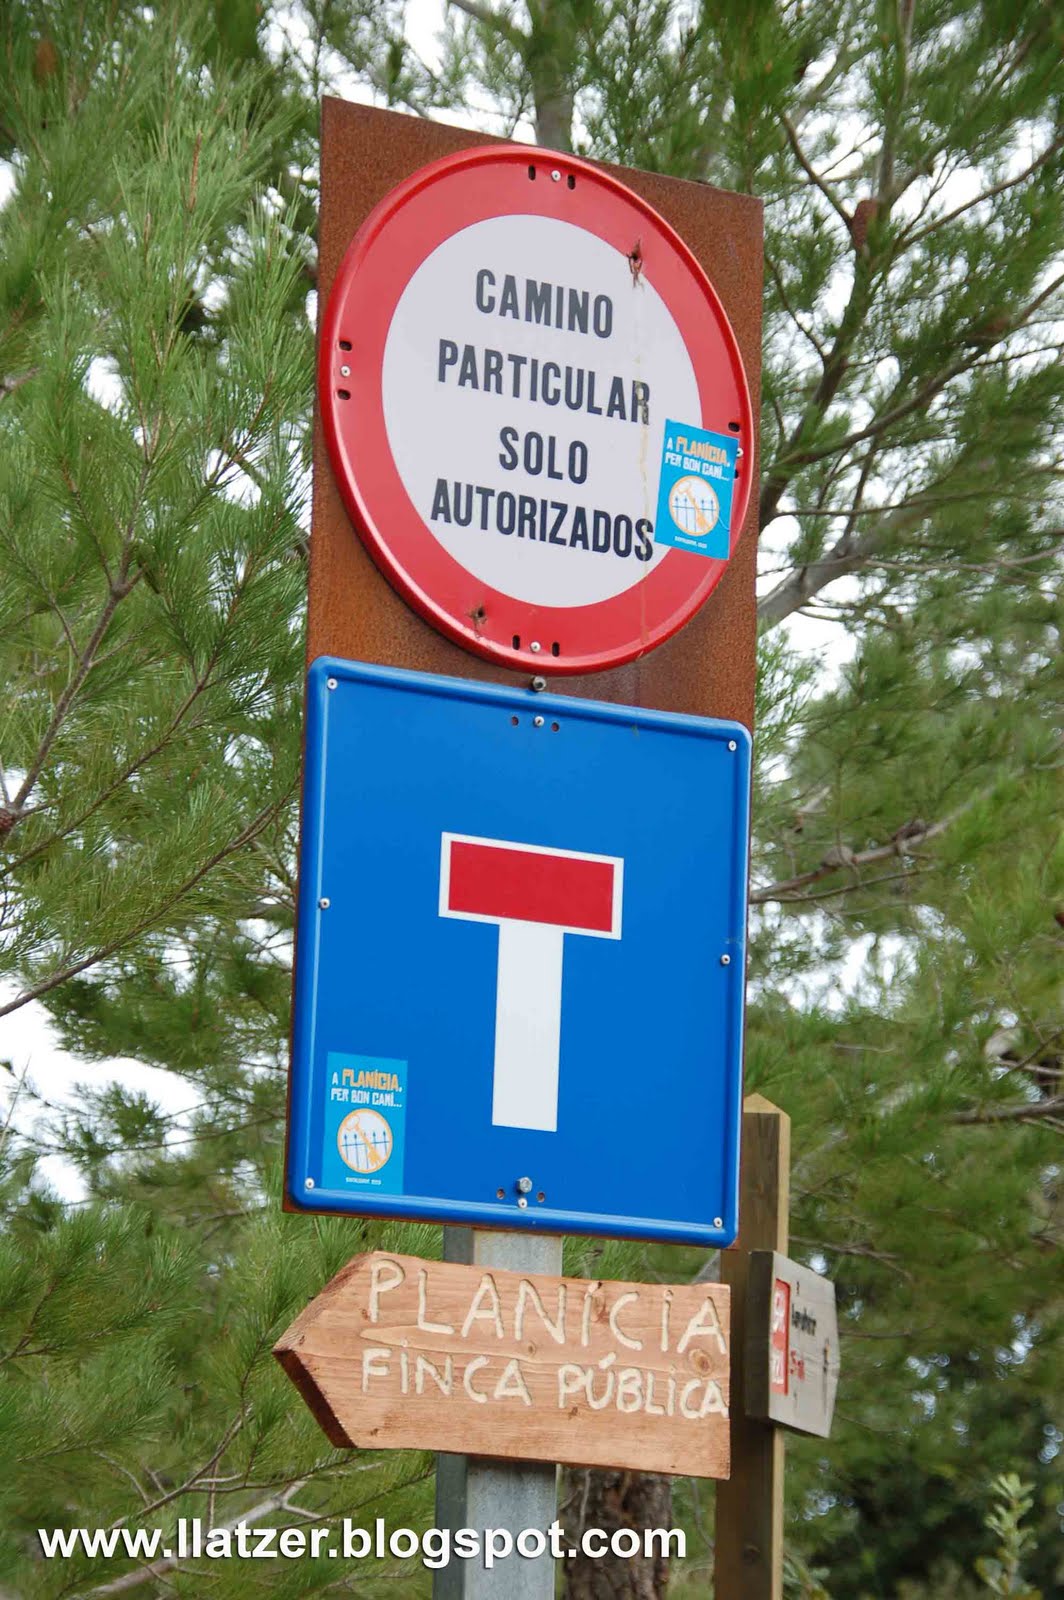 CAMINO
PARTICULAR
SOLO
AUTORIZADOS
A PLANÍCIA,
PER BON CAMÍ...
A PLANÍCIA,
PER BON CAMÍ...
PLANÍCIA
FINCA PÚBLICA
www.llatzer.blogspot.com